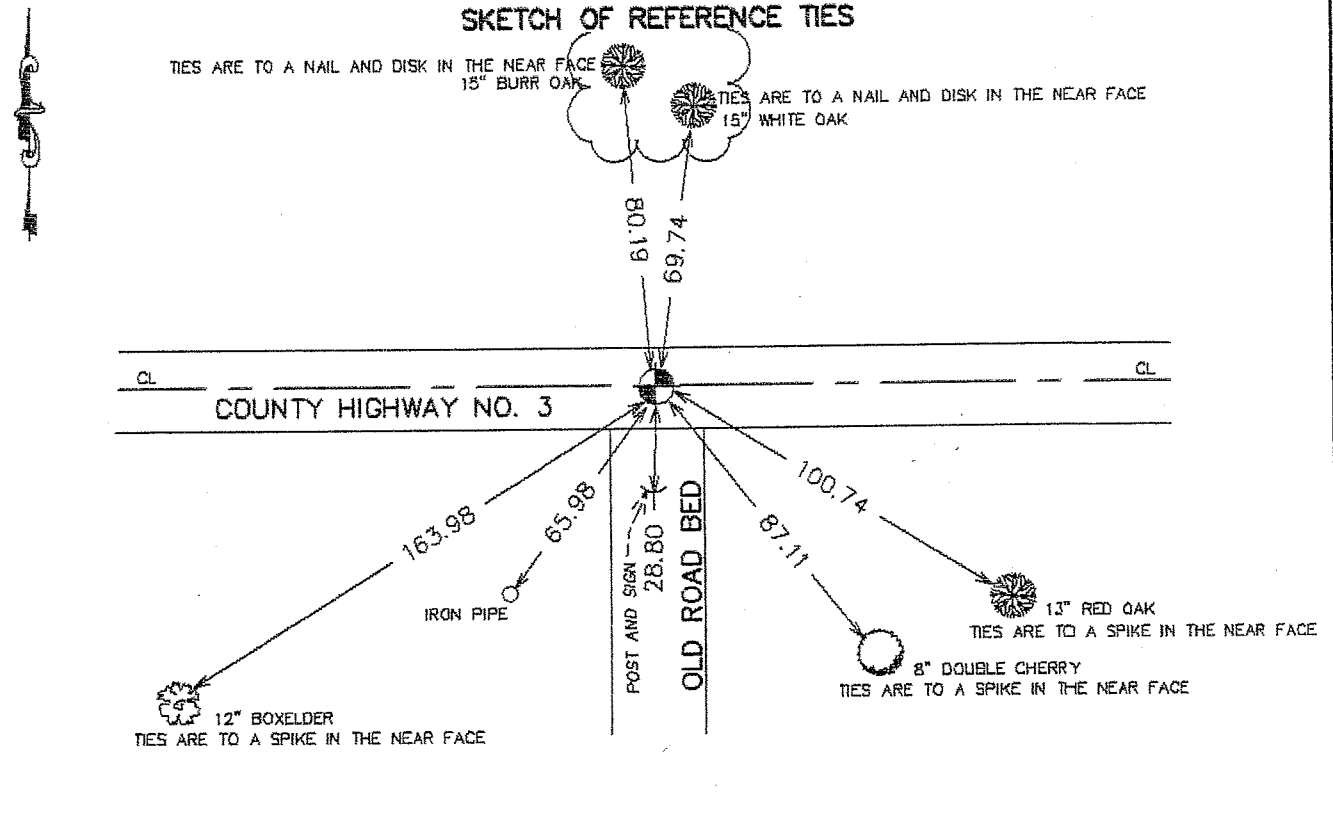 SKETCH OF REFERENCE TIES
TIES ARE TO A NAIL AND DISK IN THE NEAR FACE
15" BURR OAK
TIES ARE TO A NAIL AND DISK IN THE NEAR FACE
15" WHITE OAK
80.19
69.74
CL
CL
COUNTY HIGHWAY NO. 3
163.98
65.98
28.80
POST AND SIGN
OLD ROAD BED
87.11
100.74
IRON PIPE
13" RED OAK
TIES ARE TO A SPIKE IN THE NEAR FACE
8" DOUBLE CHERRY
TIES ARE TO A SPIKE IN THE NEAR FACE
12" BOXELDER
TIES ARE TO A SPIKE IN THE NEAR FACE